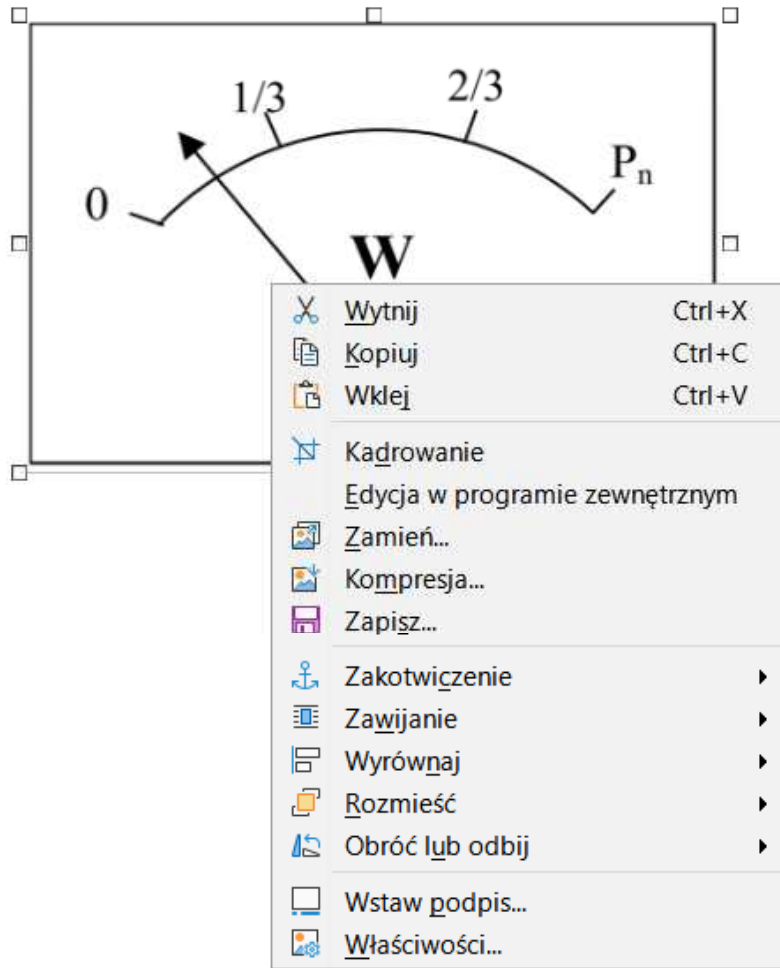 1/3 2/3
0 Pₙ
W
Wytnij Ctrl+X
Kopiuj Ctrl+C
Wklej Ctrl+V
Kadrowanie
Edycja w programie zewnętrznym
Zamień...
Kompresja...
Zapisz...
Zakotwiczenie
Zawijanie
Wyrównaj
Rozmieść
Obróć lub odbij
Wstaw podpis...
Właściwości...